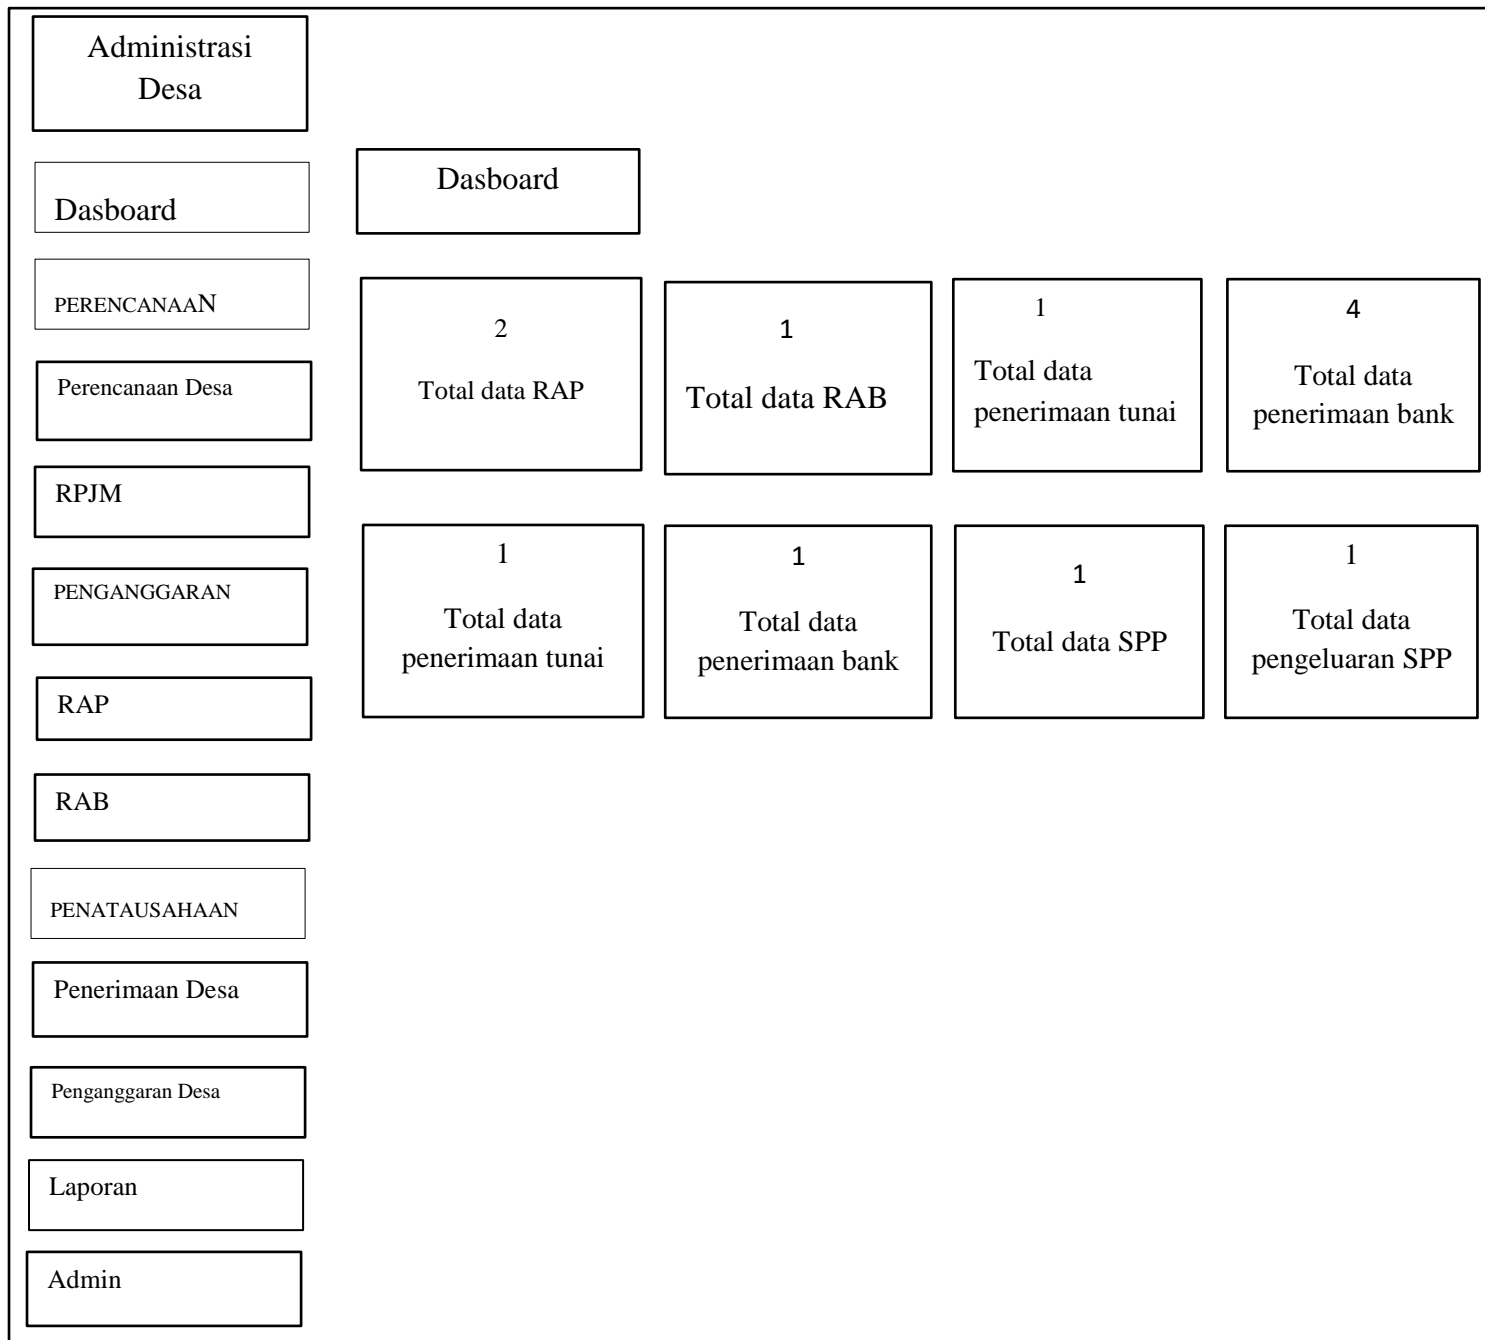 Administrasi
Desa
Dasboard
PERENCANAAN
Perencanaan Desa
RPJM
PENGANGGARAN
RAP
RAB
PENATAUSAHAAN
Penerimaan Desa
Penganggaran Desa
Laporan
Admin
Dasboard
2
Total data RAP
1
Total data RAB
1
Total data
penerimaan tunai
4
Total data
penerimaan bank
1
Total data
penerimaan tunai
1
Total data
penerimaan bank
1
Total data SPP
1
Total data
pengeluaran SPP